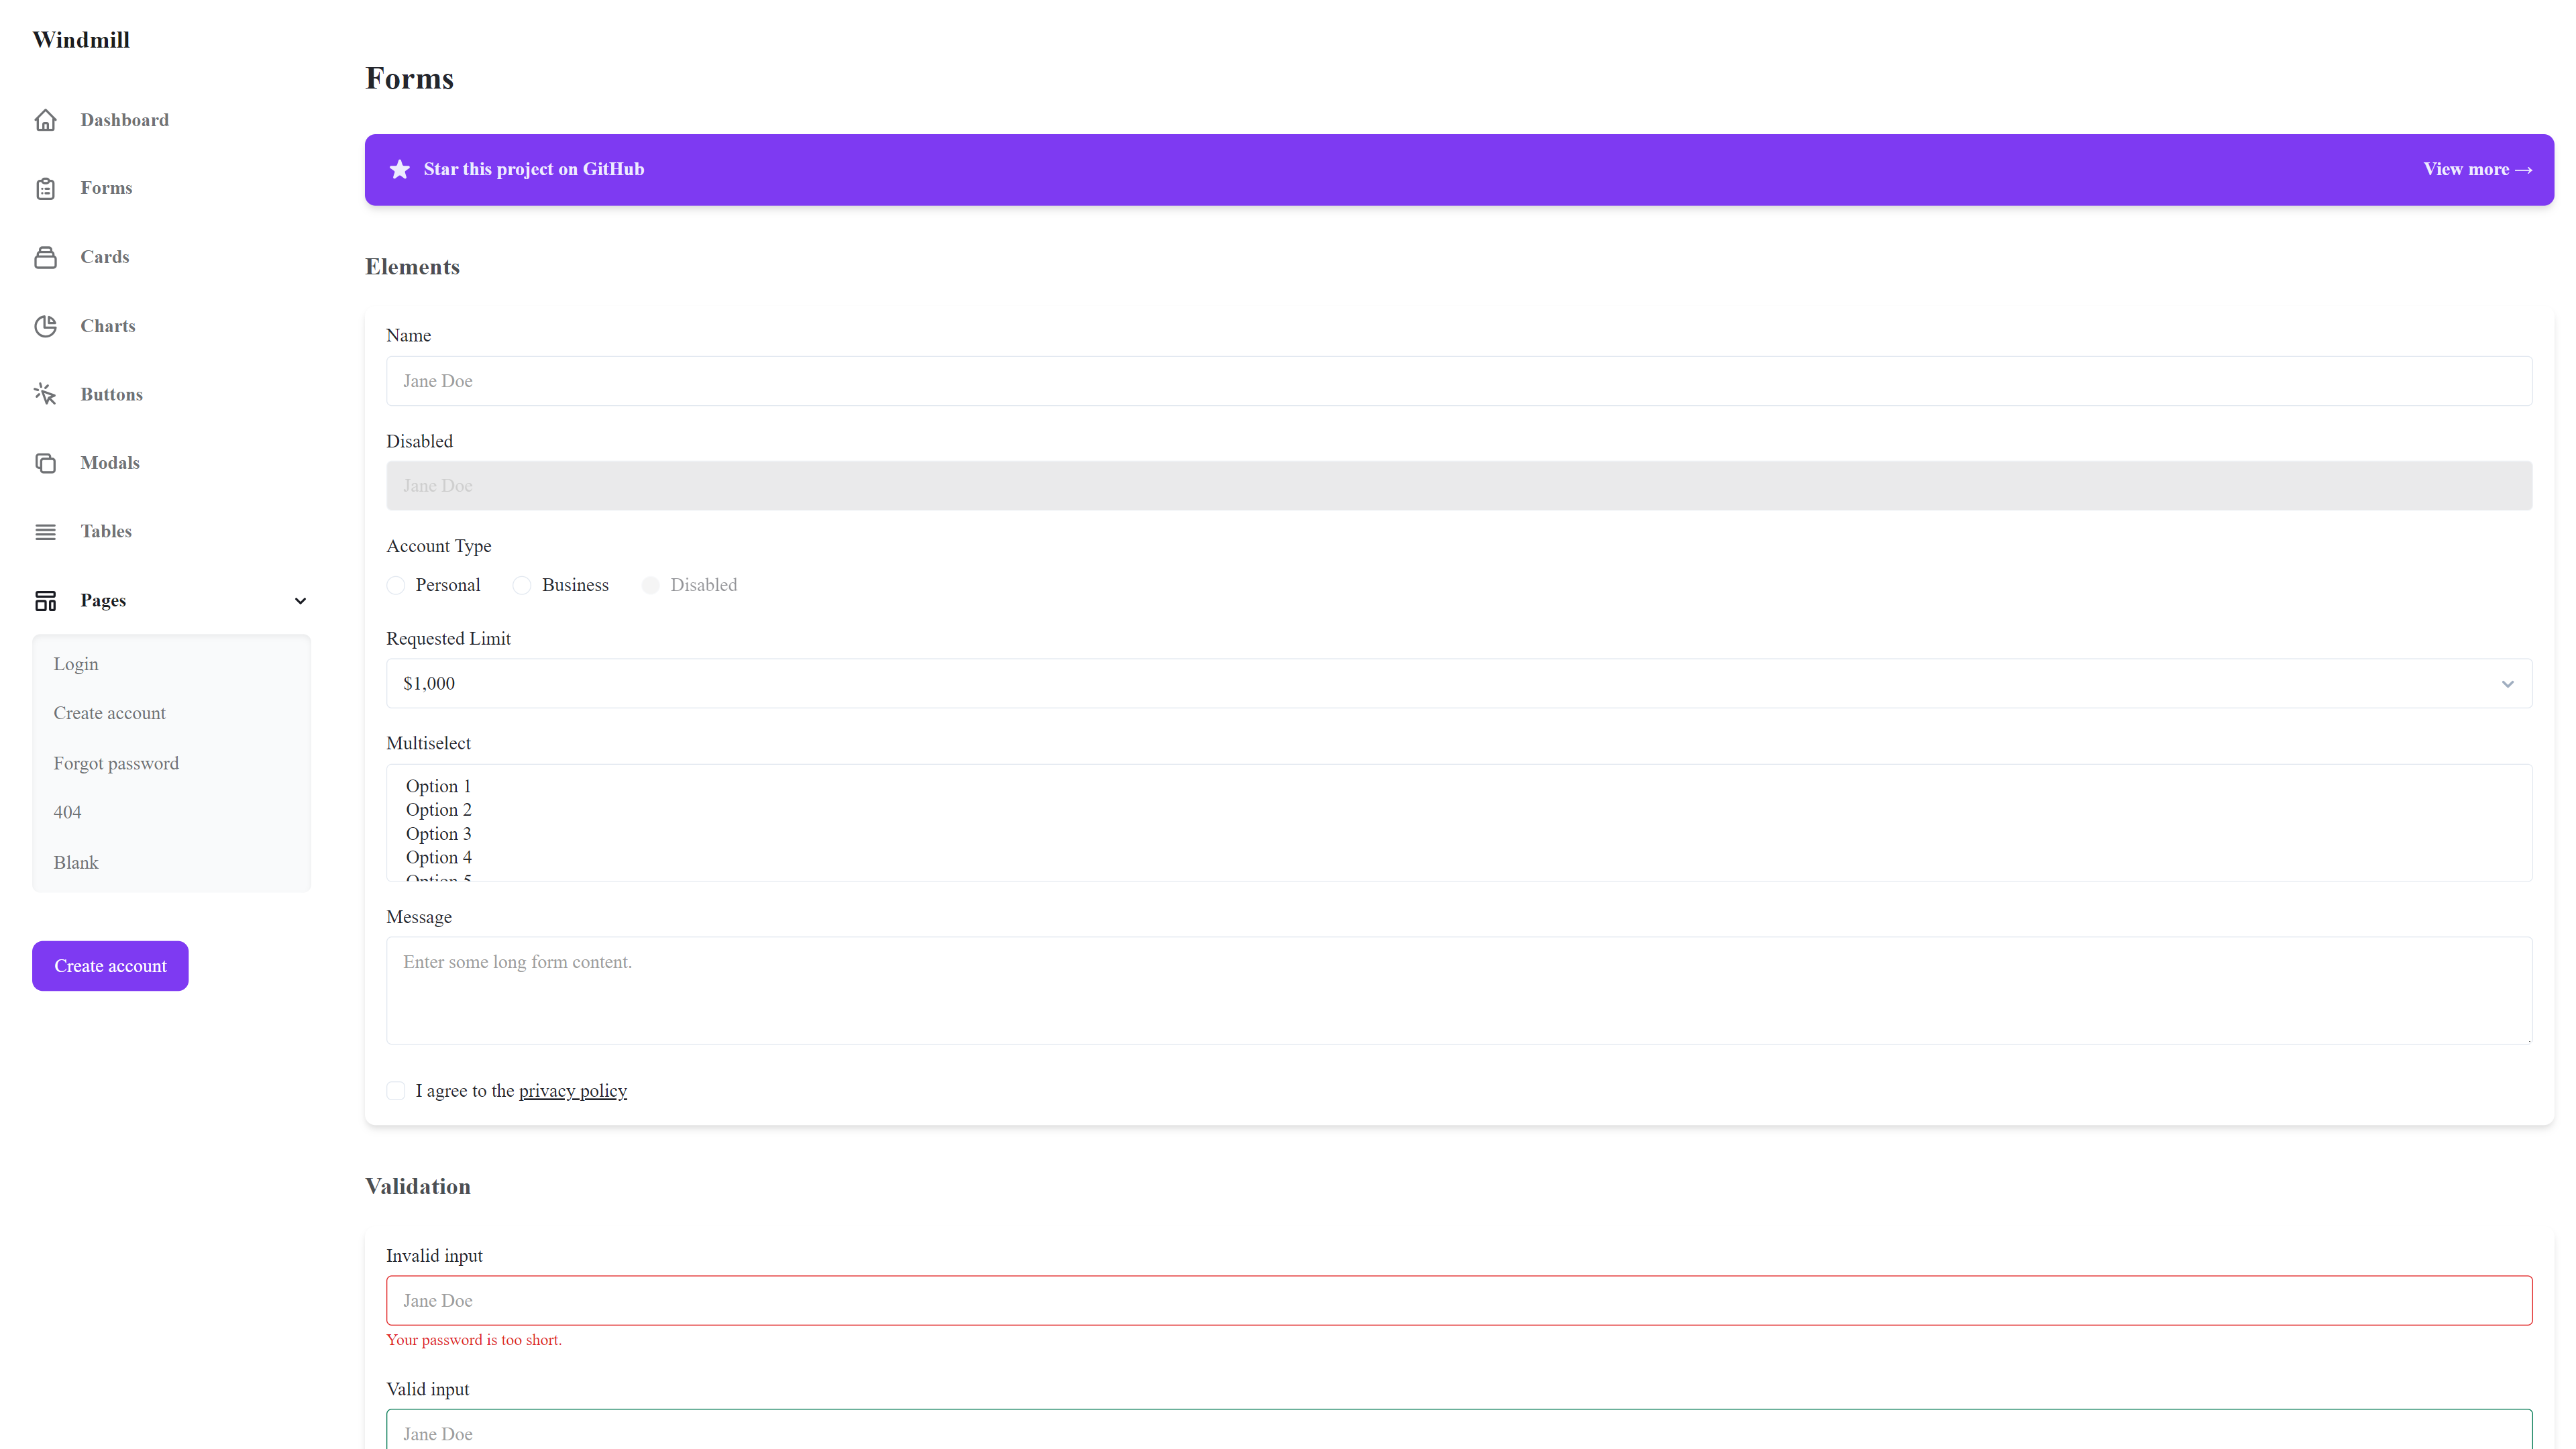 Windmill
Dashboard
Forms
Cards
Charts
Buttons
Modals
Tables
Pages
Login
Create account
Forgot password
404
Blank
Create account
Forms
Star this project on GitHub
View more →
Elements
Name
Jane Doe
Disabled
Jane Doe
Account Type
Personal
Business
Disabled
Requested Limit
$1,000
Multiselect
Option 1
Option 2
Option 3
Option 4
Option 5
Message
Enter some long form content.
I agree to the privacy policy
Validation
Invalid input
Jane Doe
Your password is too short.
Valid input
Jane Doe